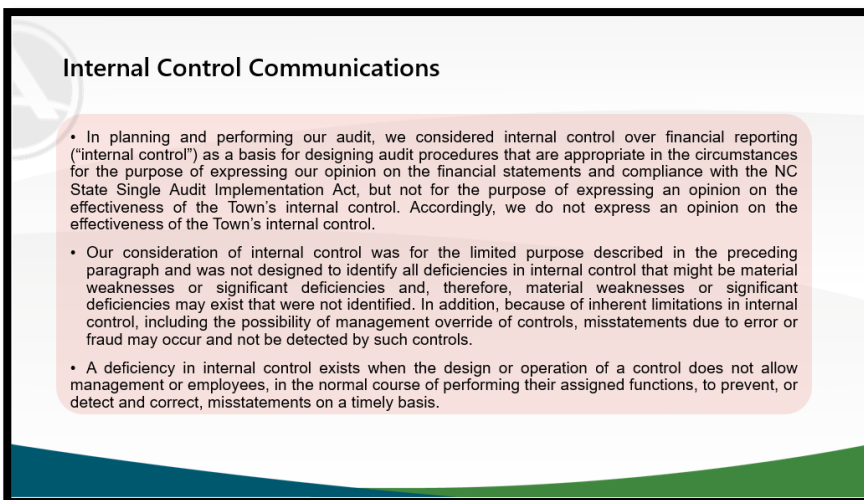 Internal Control Communications
• In planning and performing our audit, we considered internal control over financial reporting
(“internal control”) as a basis for designing audit procedures that are appropriate in the circumstances
for the purpose of expressing our opinion on the financial statements and compliance with the NC
State Single Audit Implementation Act, but not for the purpose of expressing an opinion on the
effectiveness of the Town’s internal control. Accordingly, we do not express an opinion on the
effectiveness of the Town’s internal control.
• Our consideration of internal control was for the limited purpose described in the preceding
paragraph and was not designed to identify all deficiencies in internal control that might be material
weaknesses or significant deficiencies and, therefore, material weaknesses or significant
deficiencies may exist that were not identified. In addition, because of inherent limitations in internal
control, including the possibility of management override of controls, misstatements due to error or
fraud may occur and not be detected by such controls.
• A deficiency in internal control exists when the design or operation of a control does not allow
management or employees, in the normal course of performing their assigned functions, to prevent, or
detect and correct, misstatements on a timely basis.